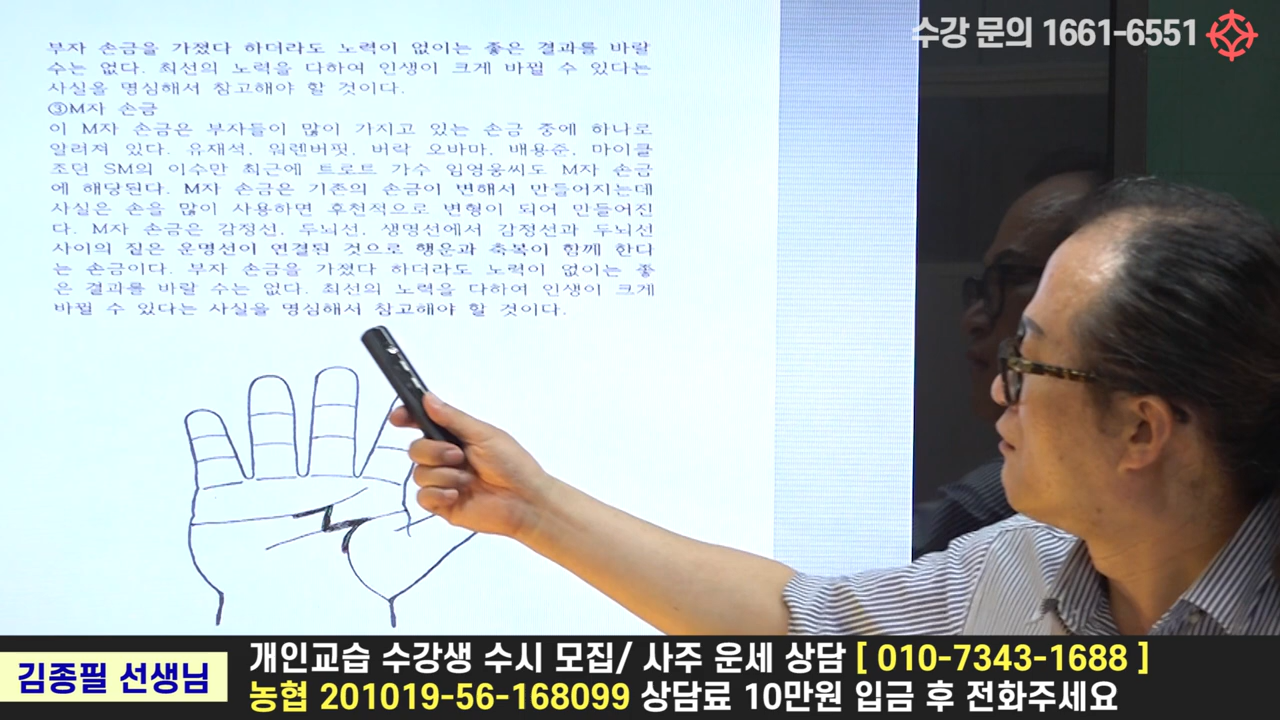 수강 문의 1661-6551
부자 손금을 가졌다 하더라도 노력이 없이는 좋은 결과를 바랄
수는 없다. 최선의 노력을 다하여 인생이 크게 바뀔 수 있다는
사실을 명심해서 참고해야 할 것이다.
③M자 손금
이 M자 손금은 부자들이 많이 가지고 있는 손금 중에 하나로
알려져 있다. 유재석, 워렌버핏, 버락 오바마, 배용준, 마이클
조던 SM의 이수만 최근에 트로트 가수 임영웅씨도 M자 손금
에 해당된다. M자 손금은 기존의 손금이 변해서 만들어지는데
사실은 손을 많이 사용하면 후천적으로 변형이 되어 만들어진
다. M자 손금은 감정선, 두뇌선, 생명선에서 감정선과 두뇌선
사이의 짙은 운명선이 연결된 것으로 행운과 축복이 함께 한다
는 손금이다. 부자 손금을 가졌다 하더라도 노력이 없이는 좋
은 결과를 바랄 수는 없다. 최선의 노력을 다하여 인생이 크게
바뀔 수 있다는 사실을 명심해서 참고해야 할 것이다.
김종필 선생님
개인교습 수강생 수시 모집/ 사주 운세 상담 [ 010-7343-1688 ]
농협 201019-56-168099 상담료 10만원 입금 후 전화주세요